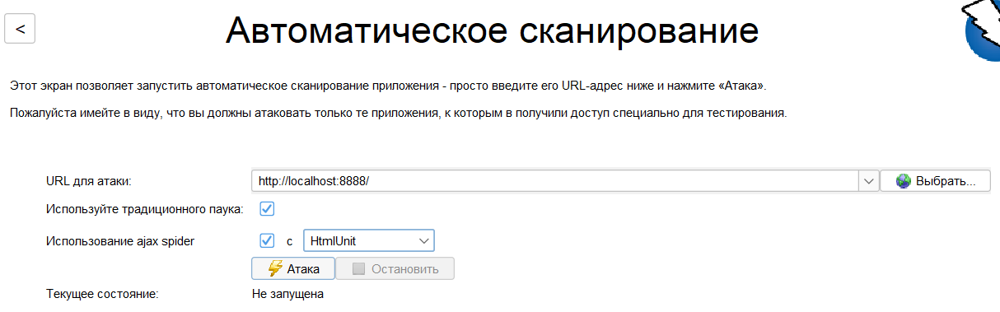 <
Автоматическое сканирование
Этот экран позволяет запустить автоматическое сканирование приложения - просто введите его URL-адрес ниже и нажмите «Атака».
Пожалуйста имейте в виду, что вы должны атаковать только те приложения, к которым в получили доступ специально для тестирования.
URL для атаки: http://localhost:8888/ Выбрать...
Используйте традиционного паука:
Использование ajax spider с HtmlUnit
Атака Остановить
Текущее состояние: Не запущена